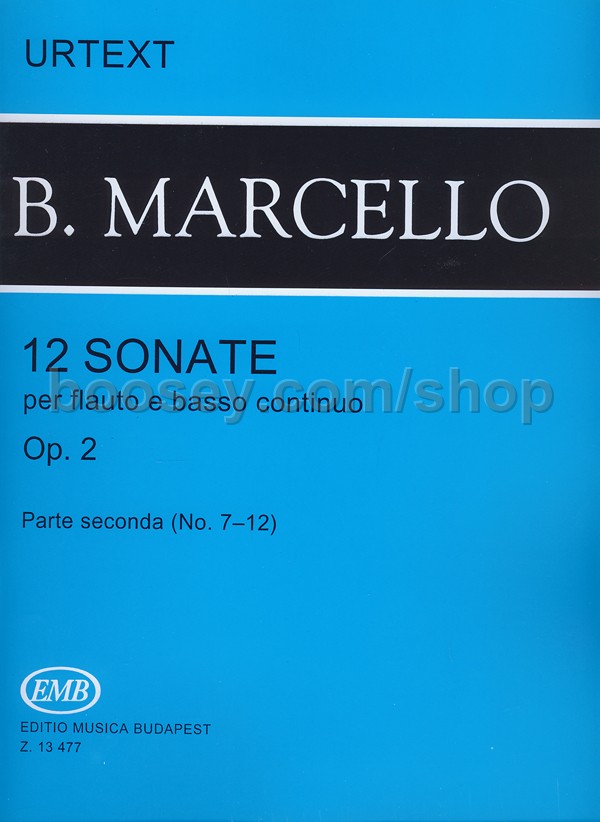 URTEXT
B. MARCELLO
12 SONATE
boosey.com/shop
per flauto e basso continuo
Op. 2
Parte seconda (No. 7–12)
EMB
EDITIO MUSICA BUDAPEST
Z. 13 477